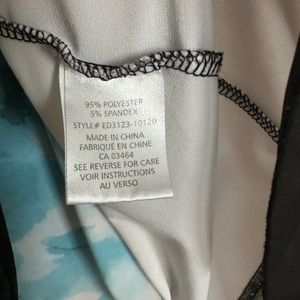 95% POLYESTER
5% SPANDEX
STYLE# ED3123-10120
MADE IN CHINA
FABRIQUÉ EN CHINE
CA 03464
SEE REVERSE FOR CARE
VOIR INSTRUCTIONS
AU VERSO